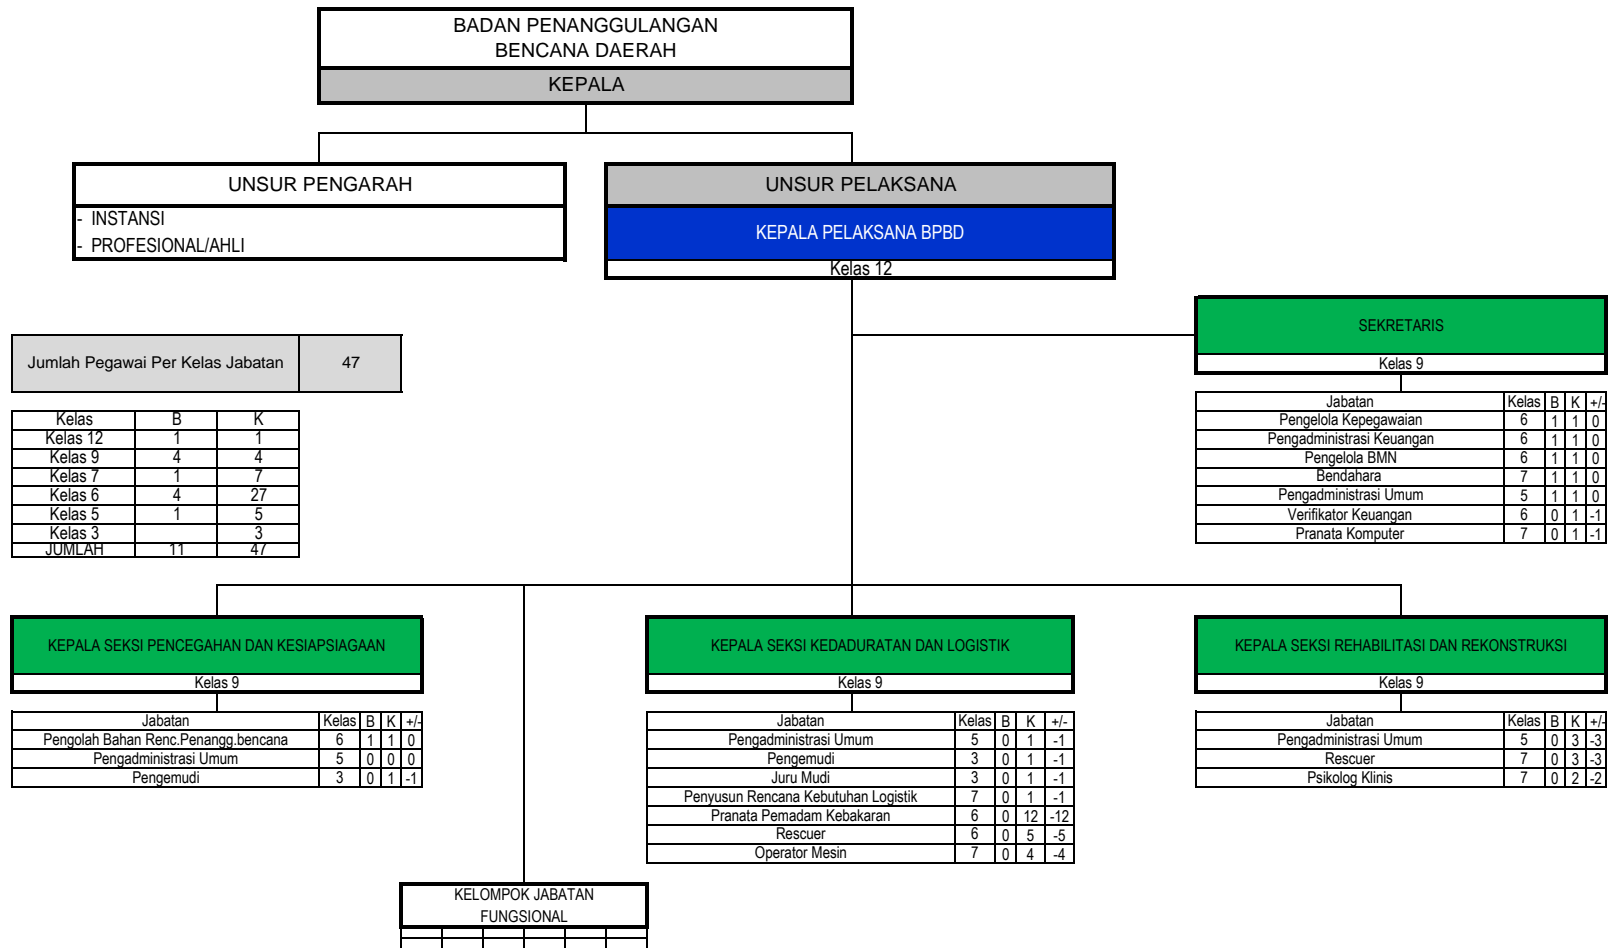 BADAN PENANGGULANGAN
BENCANA DAERAH
KEPALA
UNSUR PENGARAH
- INSTANSI
- PROFESIONAL/AHLI
UNSUR PELAKSANA
KEPALA PELAKSANA BPBD
Kelas 12
SEKRETARIS
Kelas 9
Jabatan Kelas B K +/-
Pengelola Kepegawaian 6 1 1 0
Pengadministrasi Keuangan 6 1 1 0
Pengelola BMN 6 1 1 0
Bendahara 7 1 1 0
Pengadministrasi Umum 5 1 1 0
Verifikator Keuangan 6 0 1 -1
Pranata Komputer 7 0 1 -1
Jumlah Pegawai Per Kelas Jabatan 47
Kelas B K
Kelas 12 1 1
Kelas 9 4 4
Kelas 7 1 7
Kelas 6 4 27
Kelas 5 1 5
Kelas 3 3
JUMLAH 11 47
KEPALA SEKSI PENCEGAHAN DAN KESIAPSIAGAAN
Kelas 9
Jabatan Kelas B K +/-
Pengolah Bahan Renc.Penangg.bencana 6 1 1 0
Pengadministrasi Umum 5 0 0 0
Pengemudi 3 0 1 -1
KEPALA SEKSI KEDADURATAN DAN LOGISTIK
Kelas 9
Jabatan Kelas B K +/-
Pengadministrasi Umum 5 0 1 -1
Pengemudi 3 0 1 -1
Juru Mudi 3 0 1 -1
Penyusun Rencana Kebutuhan Logistik 7 0 1 -1
Pranata Pemadam Kebakaran 6 0 12 -12
Rescuer 6 0 5 -5
Operator Mesin 7 0 4 -4
KEPALA SEKSI REHABILITASI DAN REKONSTRUKSI
Kelas 9
Jabatan Kelas B K +/-
Pengadministrasi Umum 5 0 3 -3
Rescuer 7 0 3 -3
Psikolog Klinis 7 0 2 -2
KELOMPOK JABATAN
FUNGSIONAL